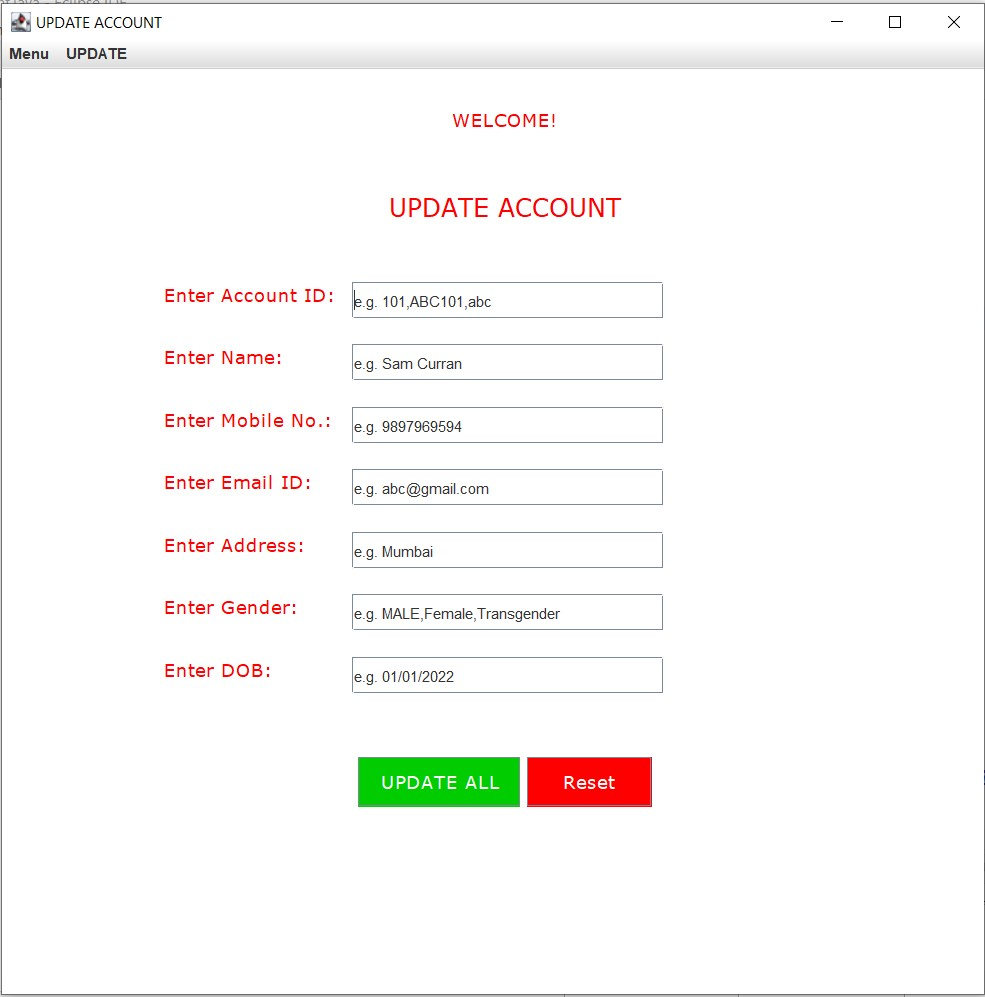 UPDATE ACCOUNT
Menu UPDATE
WELCOME!
UPDATE ACCOUNT
Enter Account ID: e.g. 101,ABC101,abc
Enter Name: e.g. Sam Curran
Enter Mobile No.: e.g. 9897969594
Enter Email ID: e.g. abc@gmail.com
Enter Address: e.g. Mumbai
Enter Gender: e.g. MALE,Female,Transgender
Enter DOB: e.g. 01/01/2022
UPDATE ALL Reset